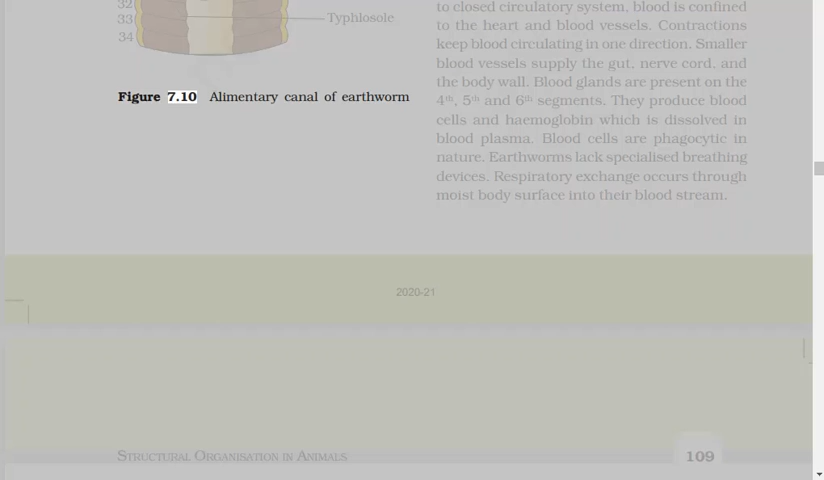 32
33
Typhlosole
34
Figure 7.10 Alimentary canal of earthworm
to closed circulatory system, blood is confined
to the heart and blood vessels. Contractions
keep blood circulating in one direction. Smaller
blood vessels supply the gut, nerve cord, and
the body wall. Blood glands are present on the
4th, 5th and 6th segments. They produce blood
cells and haemoglobin which is dissolved in
blood plasma. Blood cells are phagocytic in
nature. Earthworms lack specialised breathing
devices. Respiratory exchange occurs through
moist body surface into their blood stream.
2020-21
STRUCTURAL ORGANISATION IN ANIMALS
109